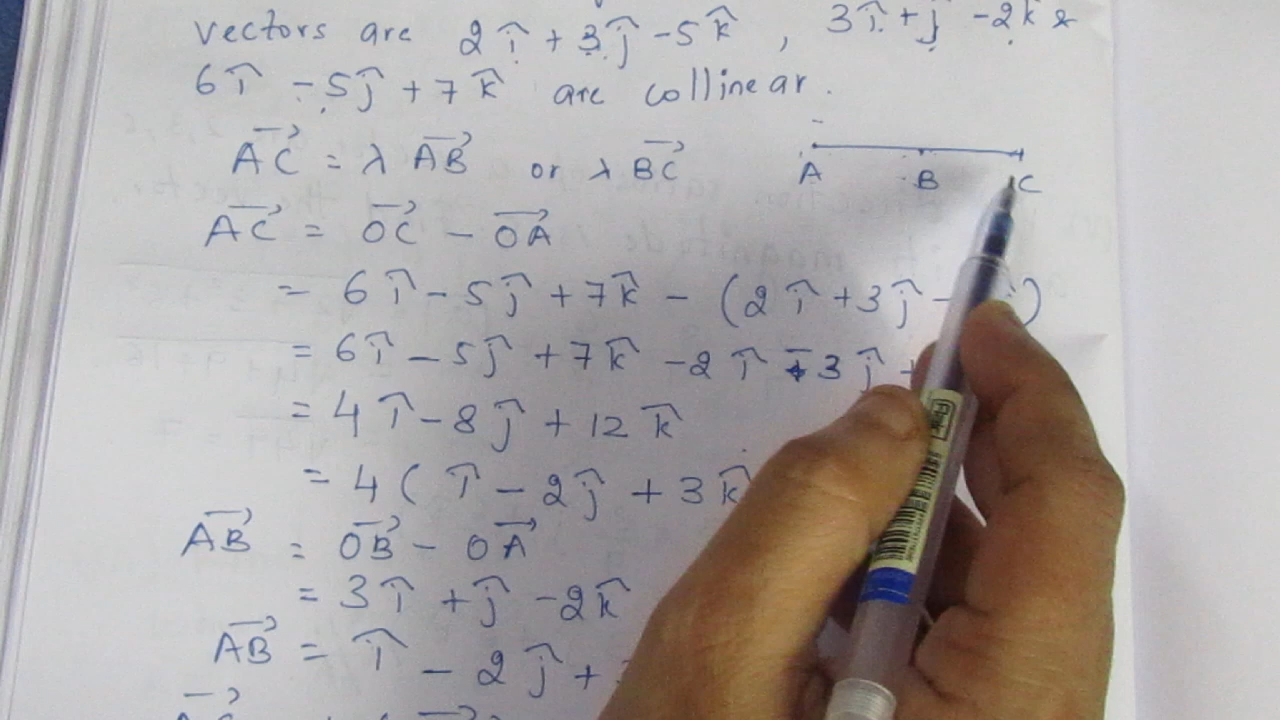 vectors are 2î + 3ĵ - 5k̂ , 3î + ĵ - 2k̂ &
6î - 5ĵ + 7k̂ are collinear.
A B C
→AC = λ →AB or λ →BC
→AC = →OC - →OA
= 6î - 5ĵ + 7k̂ - (2î + 3ĵ - )
= 6î - 5ĵ + 7k̂ - 2î - 3ĵ +
= 4î - 8ĵ + 12k̂
= 4(î - 2ĵ + 3k̂
→AB = →OB - →OA
= 3î + ĵ - 2k̂
→AB = î - 2ĵ +